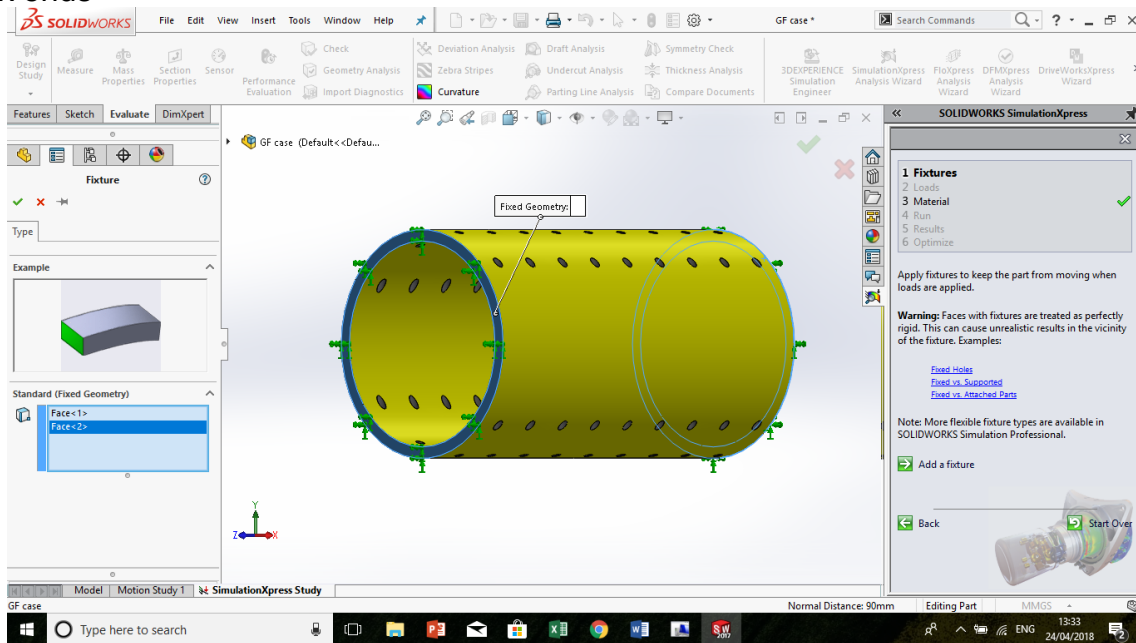 SOLIDWORKS File Edit View Insert Tools Window Help GF case * Search Commands
Design Study Measure Mass Properties Section Properties Sensor Performance Evaluation
Check
Geometry Analysis
Import Diagnostics
Deviation Analysis
Zebra Stripes
Curvature
Draft Analysis
Undercut Analysis
Parting Line Analysis
Symmetry Check
Thickness Analysis
Compare Documents
3DEXPERIENCE Simulation Engineer
SimulationXpress Analysis Wizard
FloXpress Analysis Wizard
DFMXpress Analysis Wizard
DriveWorksXpress Wizard
Features Sketch Evaluate DimXpert
GF case (Default<<Defau...
Fixture
Type
Example
Standard (Fixed Geometry)
Face<1>
Face<2>
Fixed Geometry:
Y
Z X
SOLIDWORKS SimulationXpress
1 Fixtures
2 Loads
3 Material
4 Run
5 Results
6 Optimize
Apply fixtures to keep the part from moving when
loads are applied.
Warning: Faces with fixtures are treated as perfectly
rigid. This can cause unrealistic results in the vicinity
of the fixture. Examples:
Fixed Holes
Fixed vs. Supported
Fixed vs. Attached Parts
Note: More flexible fixture types are available in
SOLIDWORKS Simulation Professional.
Add a fixture
Back Start Over
Model Motion Study 1 SimulationXpress Study
GF case Normal Distance: 90mm Editing Part MMGS
Type here to search ENG 13:33
24/04/2018